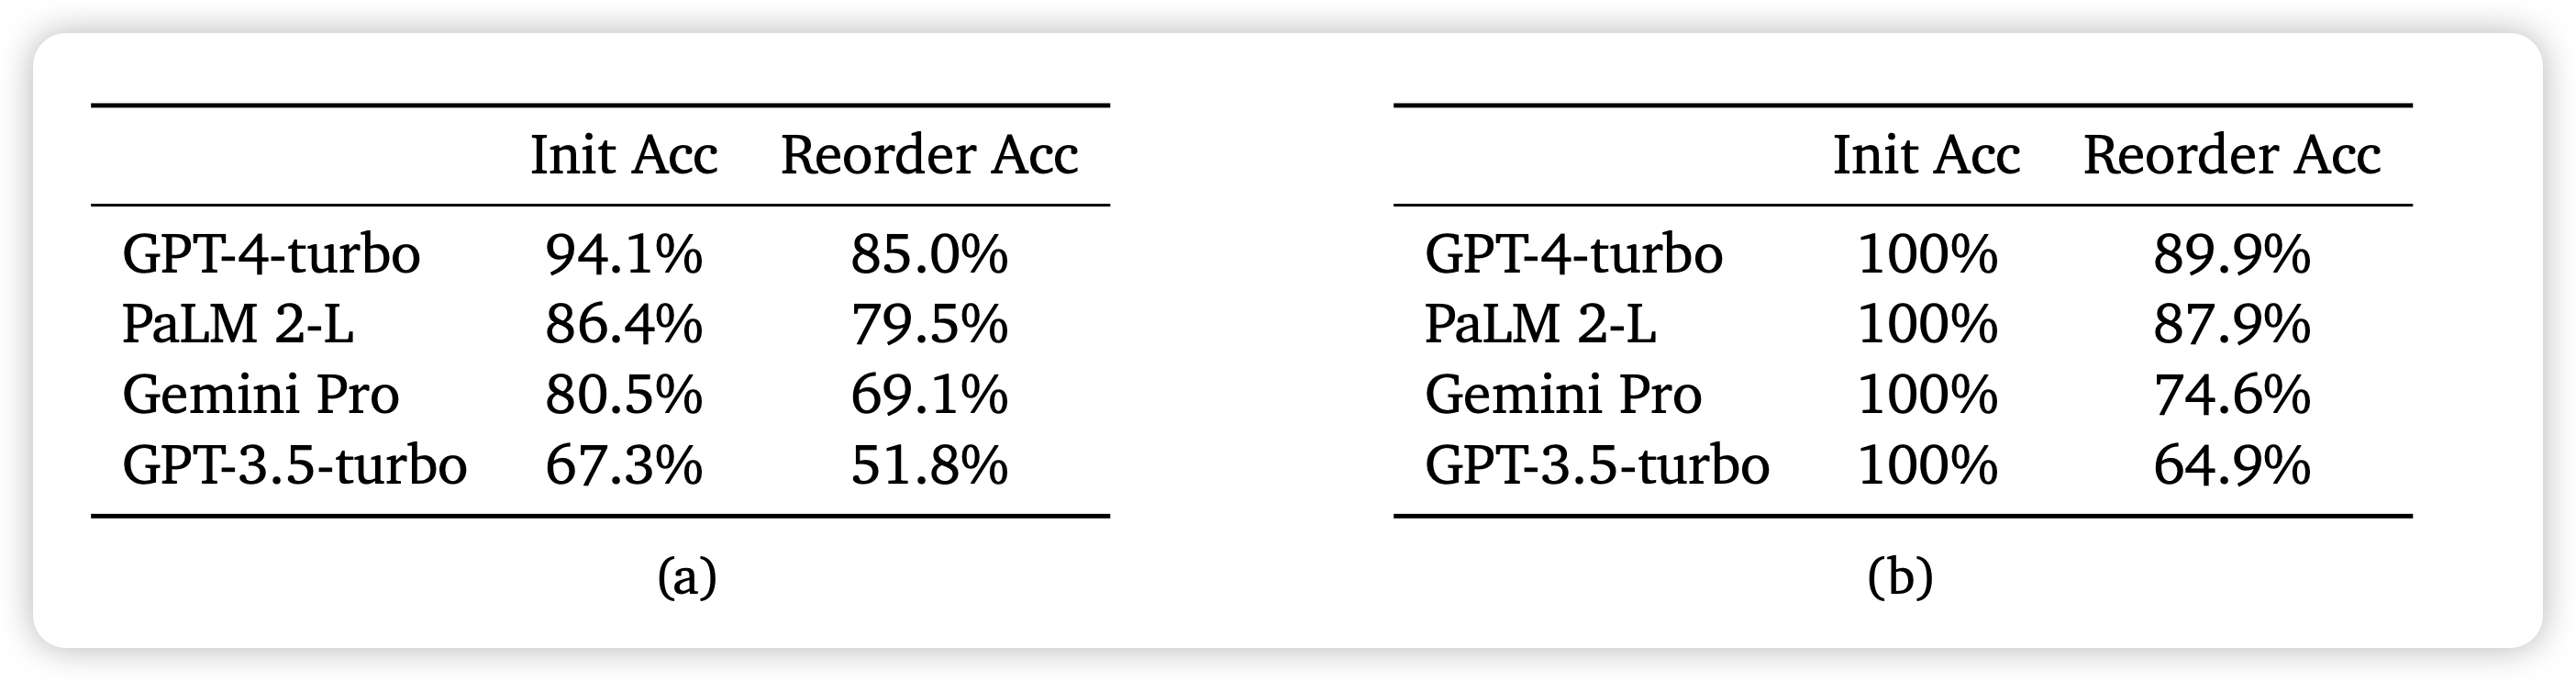 Init Acc Reorder Acc
GPT-4-turbo 94.1% 85.0%
PaLM 2-L 86.4% 79.5%
Gemini Pro 80.5% 69.1%
GPT-3.5-turbo 67.3% 51.8%
(a)
Init Acc Reorder Acc
GPT-4-turbo 100% 89.9%
PaLM 2-L 100% 87.9%
Gemini Pro 100% 74.6%
GPT-3.5-turbo 100% 64.9%
(b)